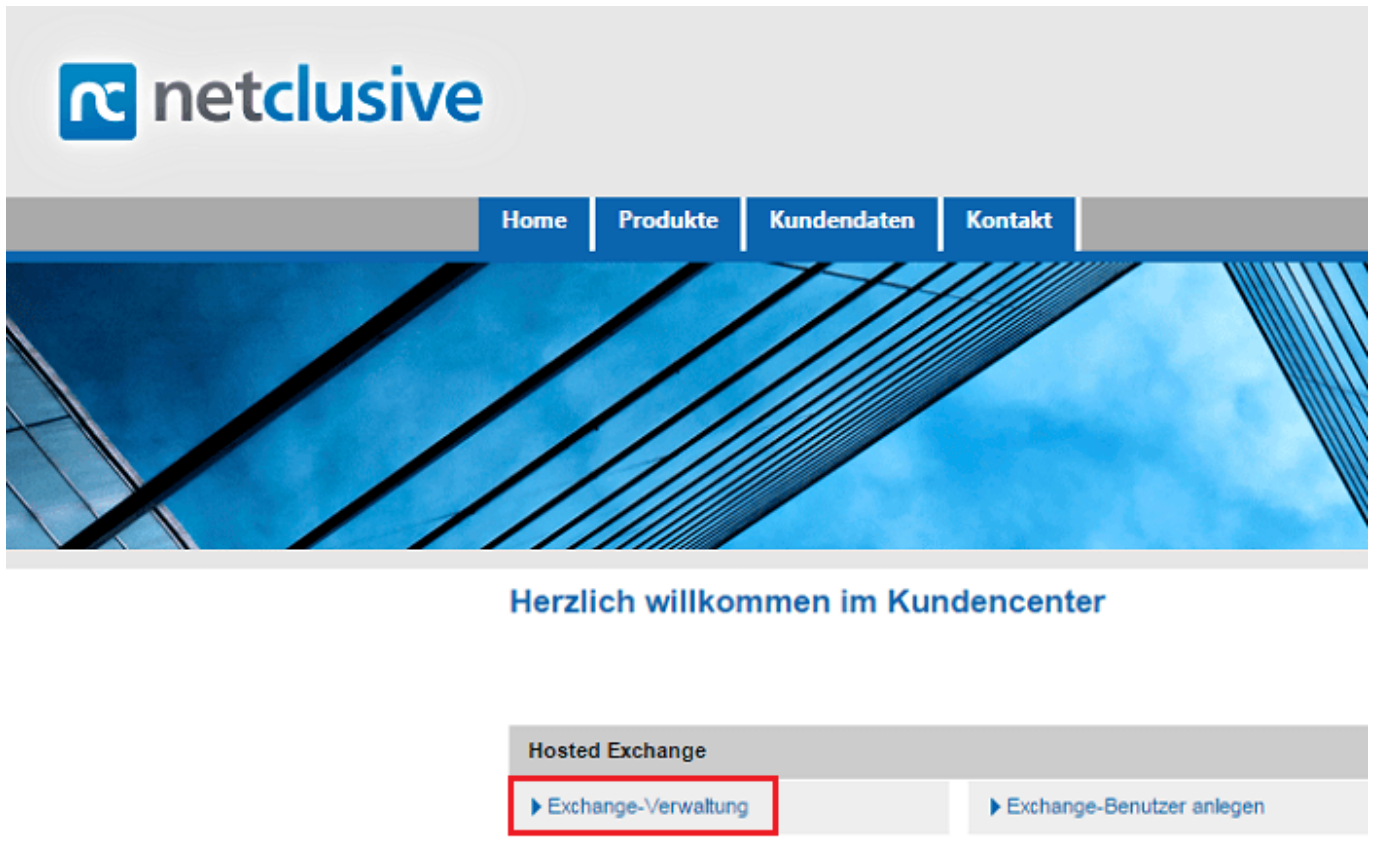 nc netclusive
Home Produkte Kundendaten Kontakt
Herzlich willkommen im Kundencenter
Hosted Exchange
Exchange-Verwaltung Exchange-Benutzer anlegen